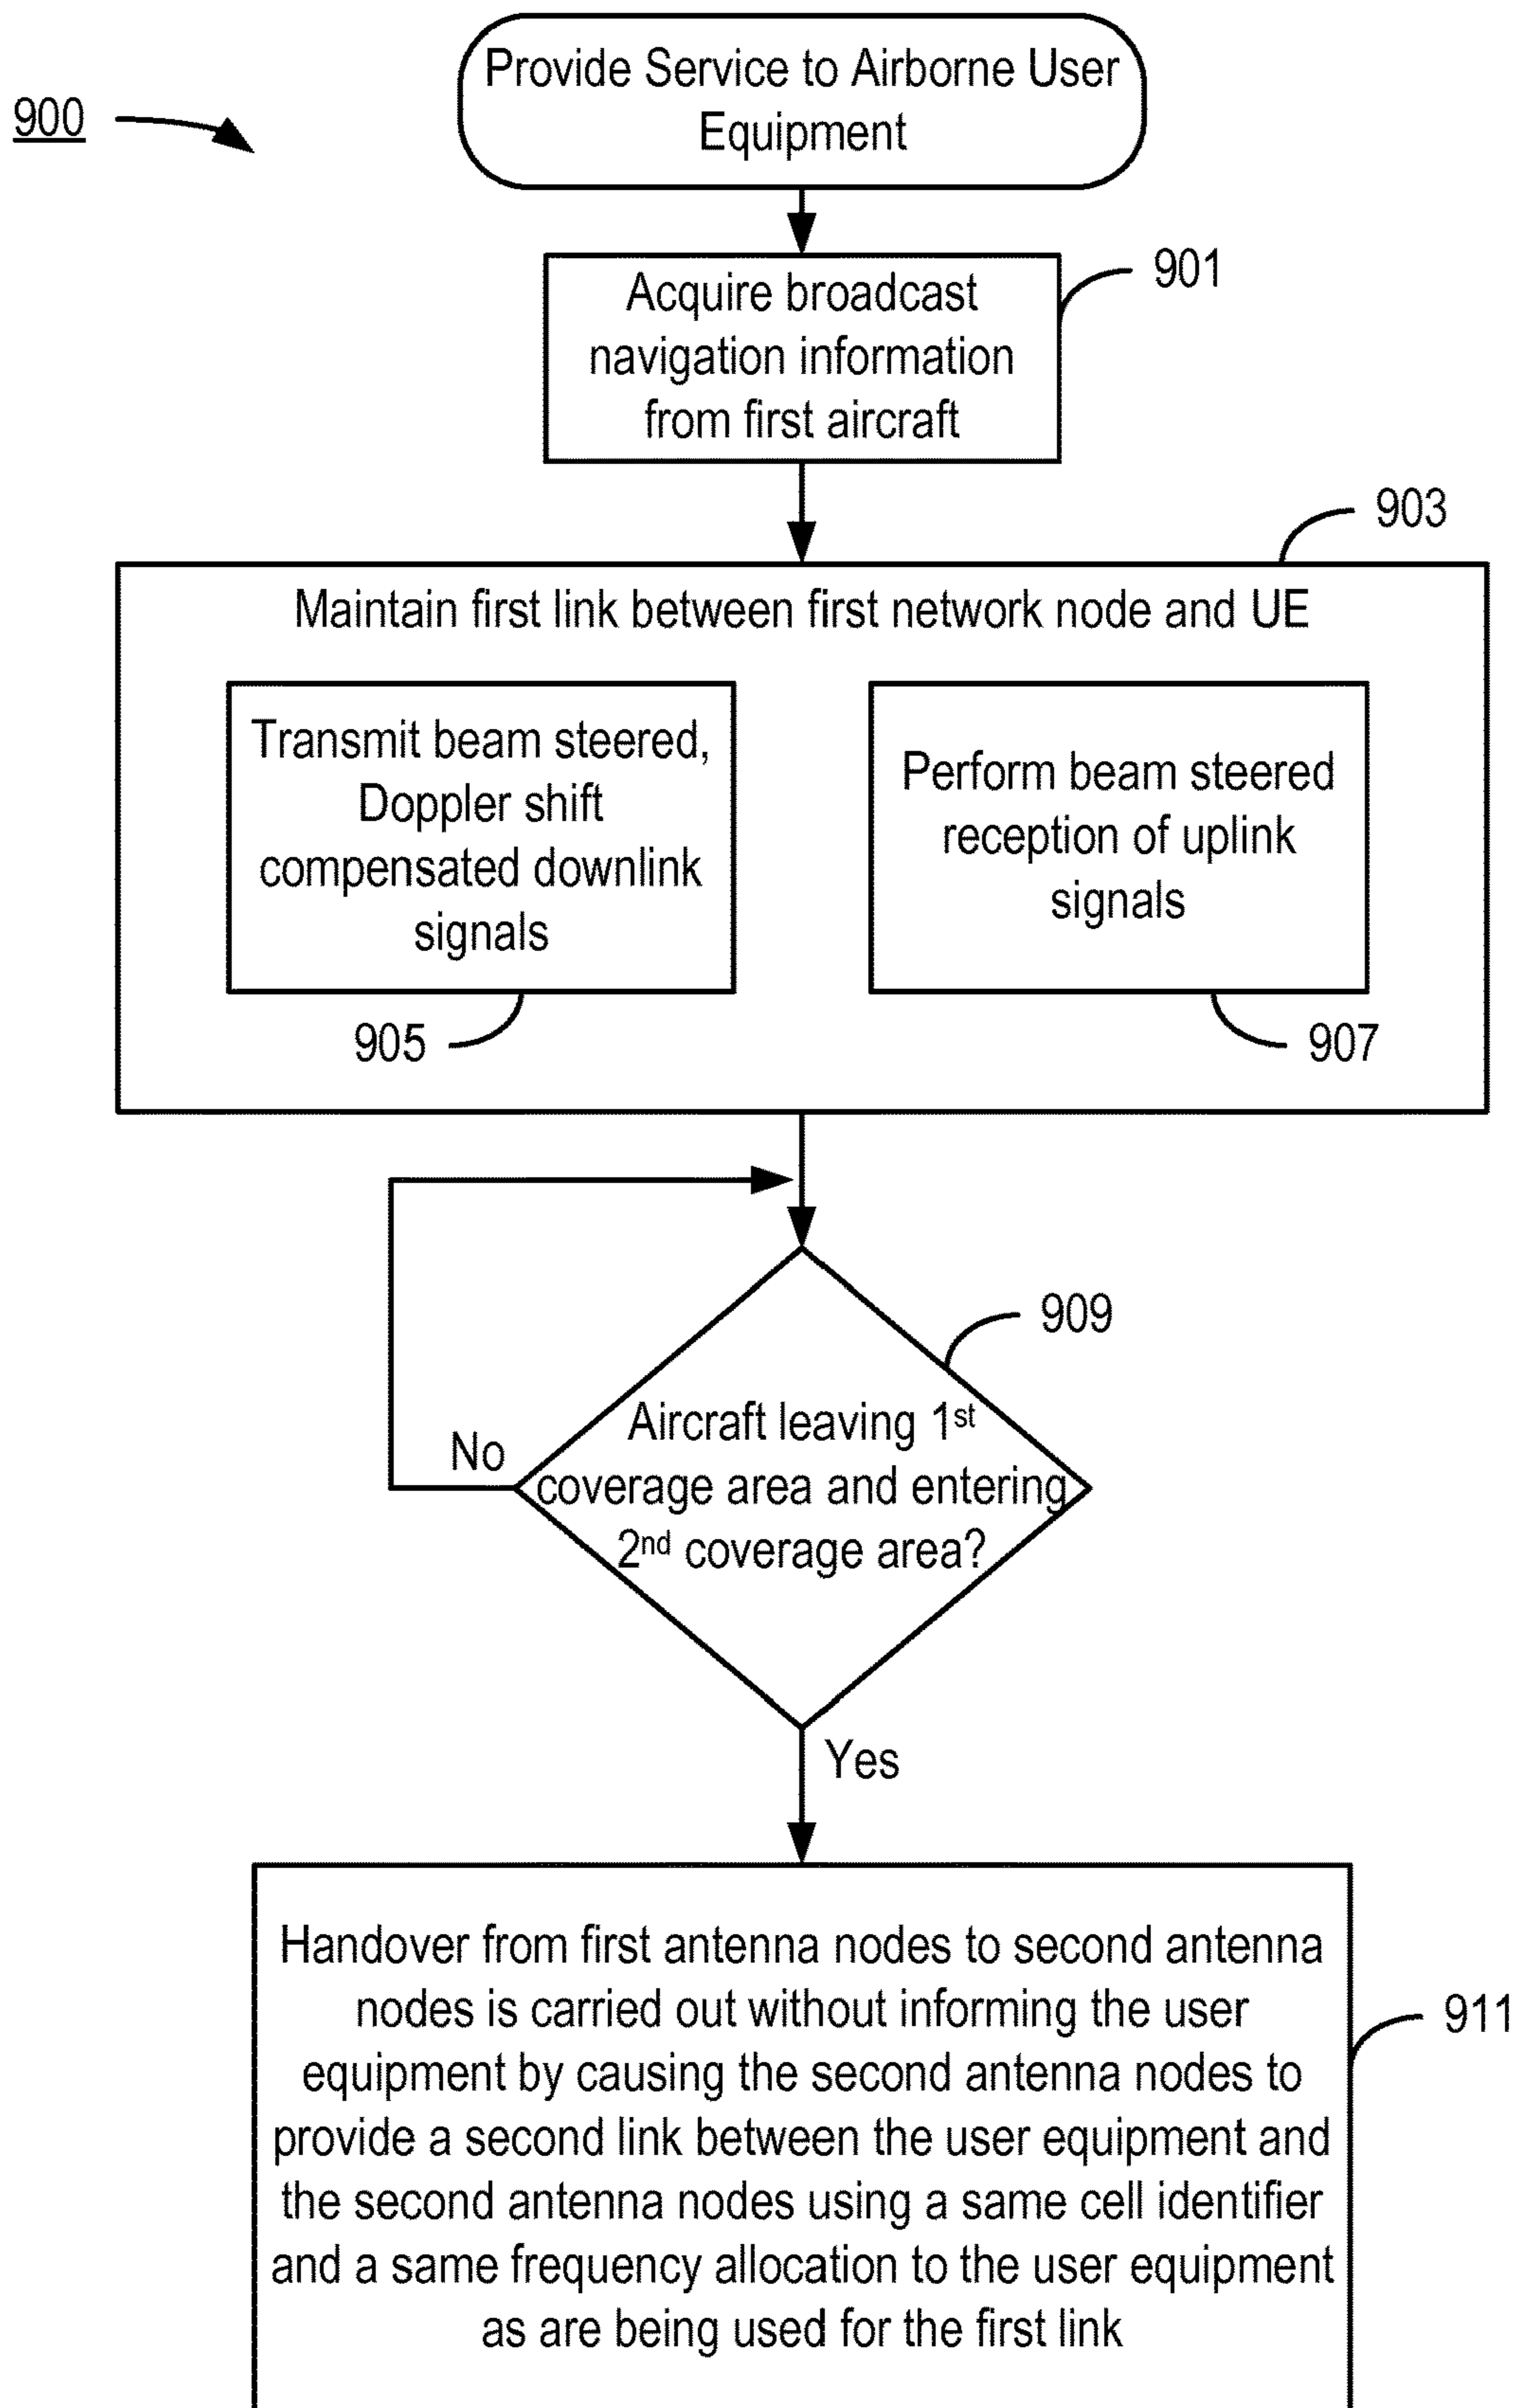 Provide Service to Airborne User
Equipment
900
901
Acquire broadcast
navigation information
from first aircraft
903
Maintain first link between first network node and UE
Transmit beam steered,
Doppler shift
compensated downlink
signals
Perform beam steered
reception of uplink
signals
905
907
909
Aircraft leaving 1st
coverage area and entering
2nd coverage area?
No
Yes
Handover from first antenna nodes to second antenna
nodes is carried out without informing the user
equipment by causing the second antenna nodes to
provide a second link between the user equipment and
the second antenna nodes using a same cell identifier
and a same frequency allocation to the user equipment
as are being used for the first link
911